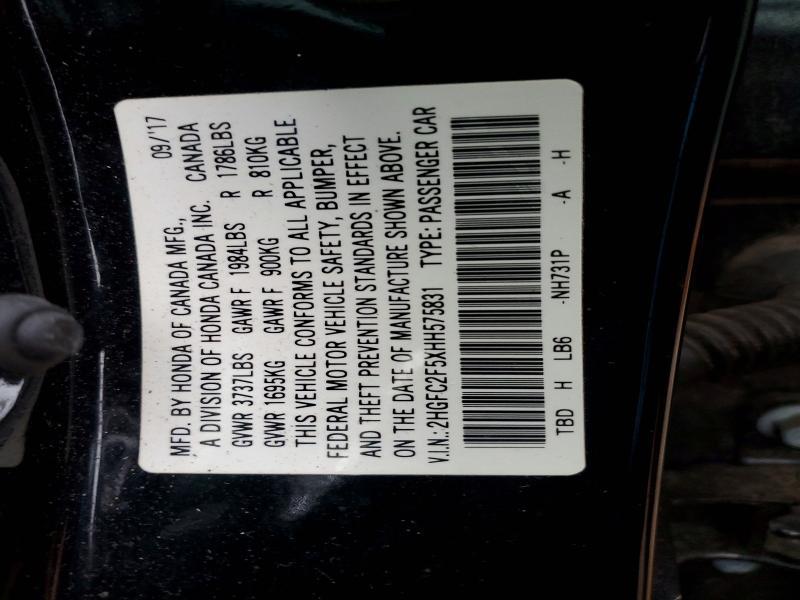 MFD. BY HONDA OF CANADA MFG., 09/'17
A DIVISION OF HONDA CANADA INC. CANADA
GVWR 3737LBS GAWR F 1984LBS R 1786LBS
GVWR 1695KG GAWR F 900KG R 810KG
THIS VEHICLE CONFORMS TO ALL APPLICABLE
FEDERAL MOTOR VEHICLE SAFETY, BUMPER,
AND THEFT PREVENTION STANDARDS IN EFFECT
ON THE DATE OF MANUFACTURE SHOWN ABOVE.
V.I.N.: 2HGFC2F5XHH575831 TYPE: PASSENGER CAR
TBD H LB6 -NH731P -A -H